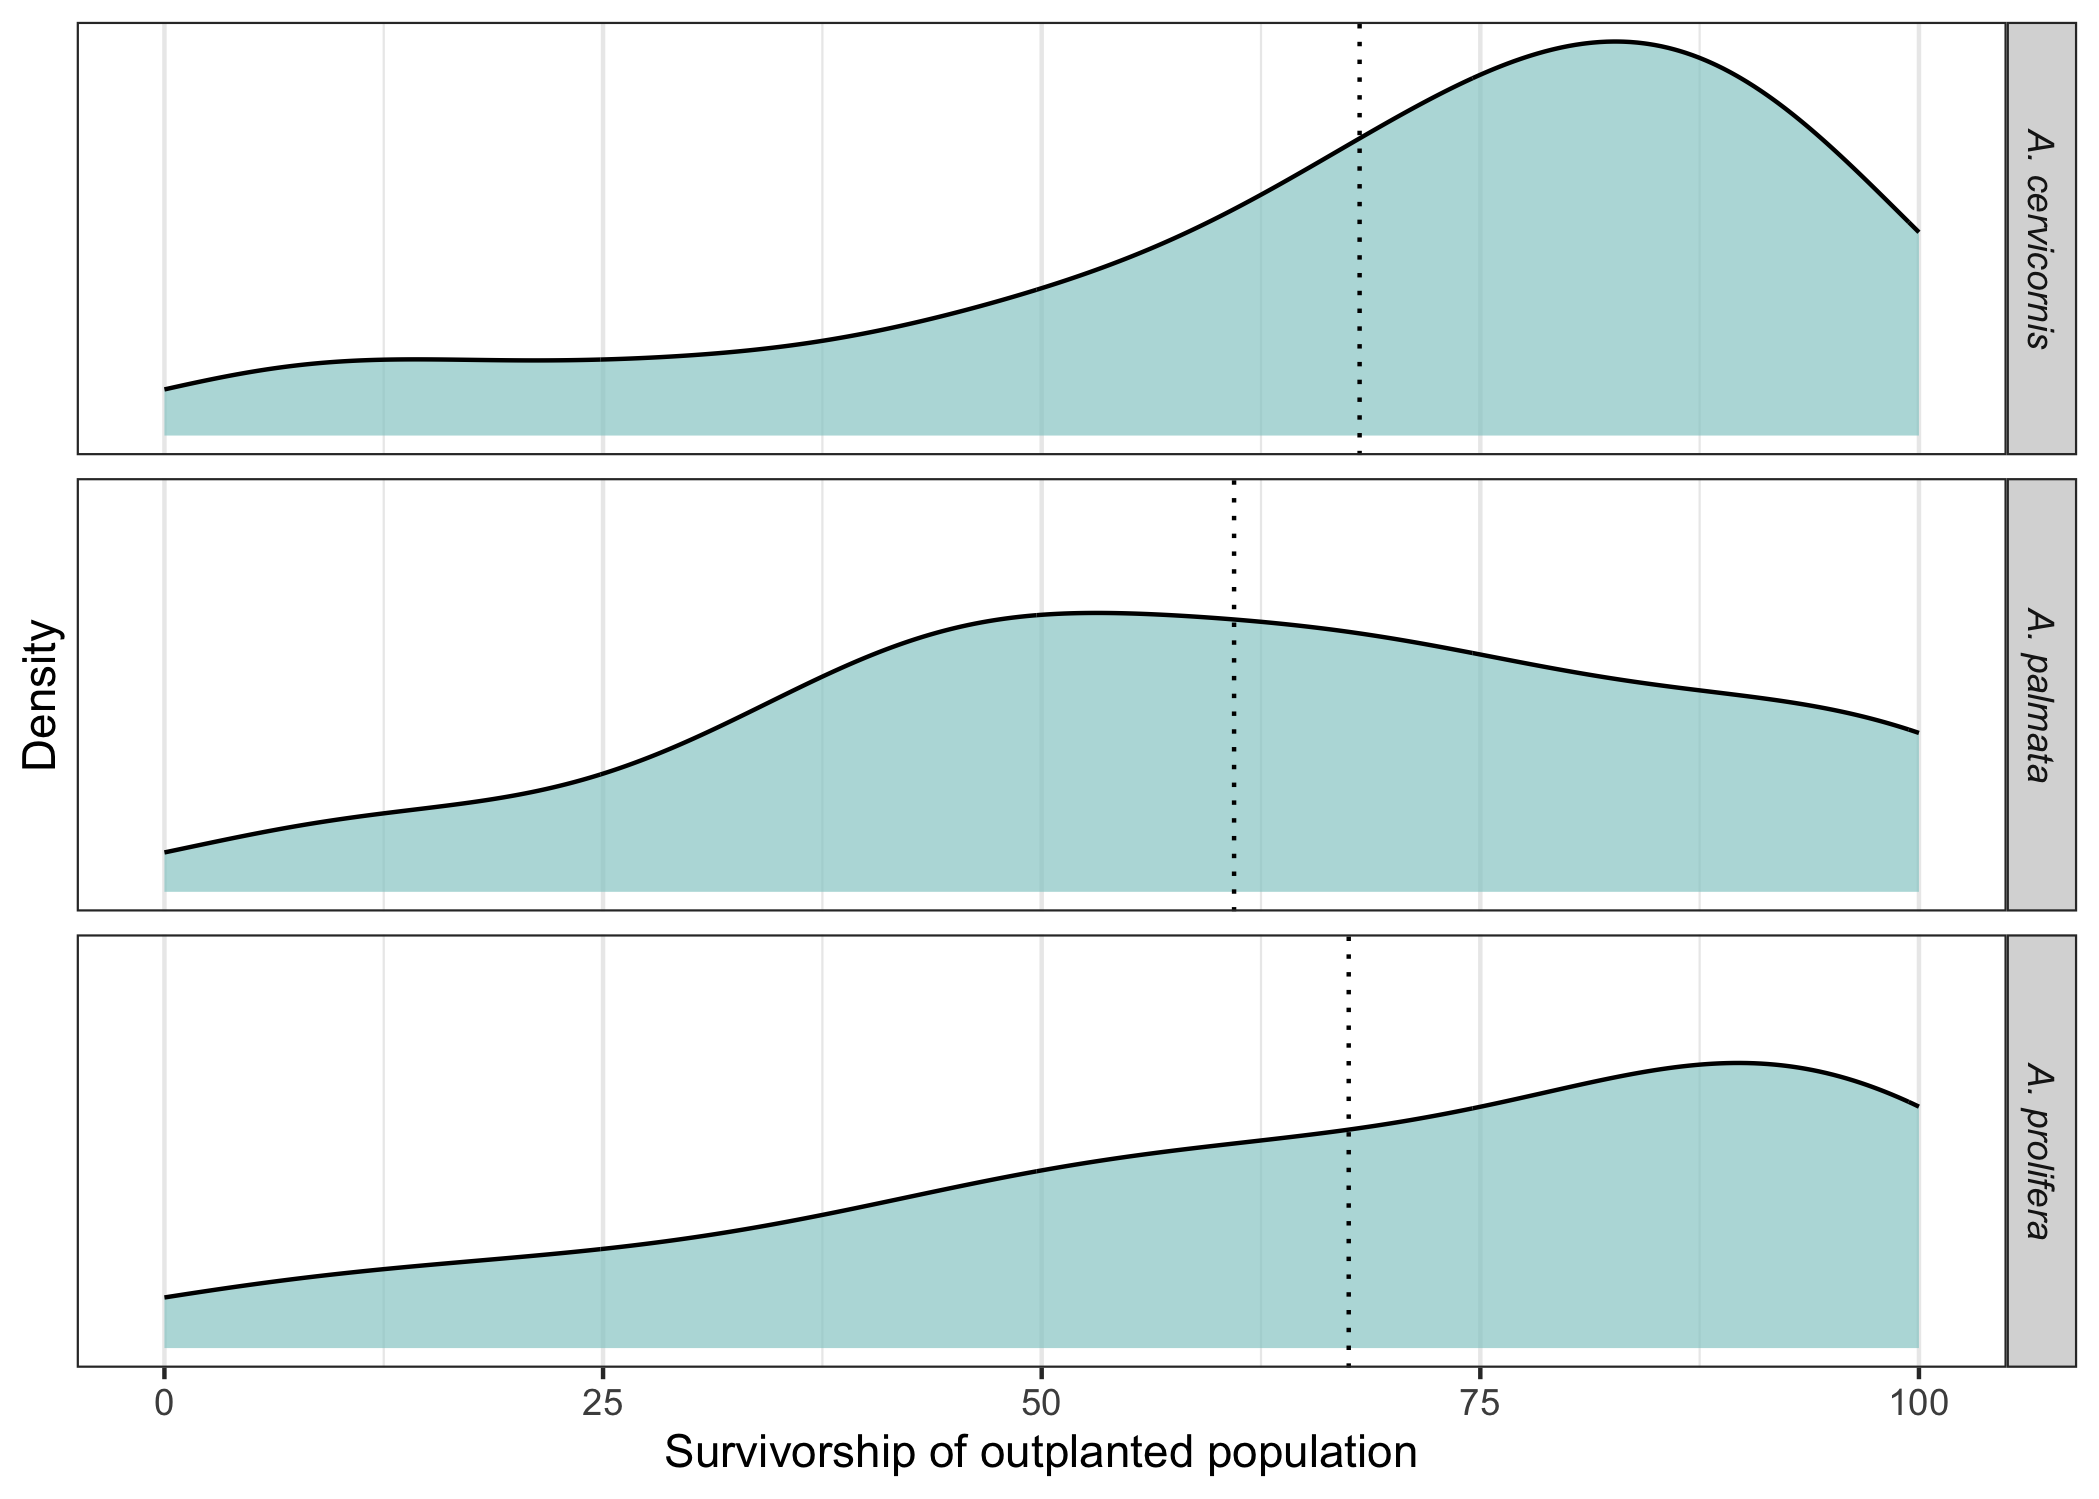 A. cervicornis
A. palmata
A. prolifera
Density
0 25 50 75 100
Survivorship of outplanted population